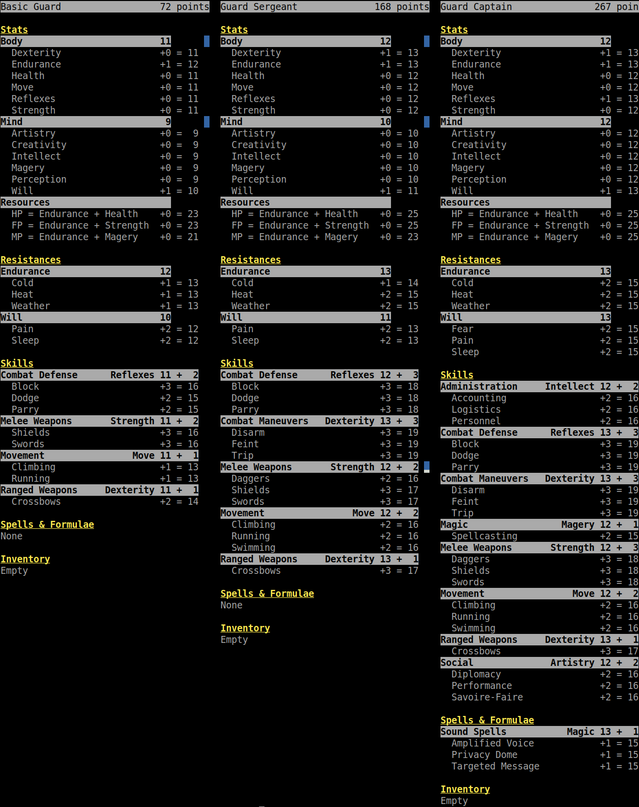 Basic Guard 72 points
Stats
Body 11
Dexterity +0 = 11
Endurance +1 = 12
Health +0 = 11
Move +0 = 11
Reflexes +0 = 11
Strength +0 = 11
Mind 9
Artistry +0 = 9
Creativity +0 = 9
Intellect +0 = 9
Magery +0 = 9
Perception +0 = 9
Will +1 = 10
Resources
HP = Endurance + Health +0 = 23
FP = Endurance + Strength +0 = 23
MP = Endurance + Magery +0 = 21
Resistances
Endurance 12
Cold +1 = 13
Heat +1 = 13
Weather +1 = 13
Will 10
Pain +2 = 12
Sleep +2 = 12
Skills
Combat Defense Reflexes 11 + 2
Block +3 = 16
Dodge +2 = 15
Parry +2 = 15
Melee Weapons Strength 11 + 2
Shields +3 = 16
Swords +3 = 16
Movement Move 11 + 1
Climbing +1 = 13
Running +1 = 13
Ranged Weapons Dexterity 11 + 1
Crossbows +2 = 14
Spells & Formulae
None
Inventory
Empty
Guard Sergeant 168 points
Stats
Body 12
Dexterity +1 = 13
Endurance +1 = 13
Health +0 = 12
Move +0 = 12
Reflexes +0 = 12
Strength +0 = 12
Mind 10
Artistry +0 = 10
Creativity +0 = 10
Intellect +0 = 10
Magery +0 = 10
Perception +0 = 10
Will +1 = 11
Resources
HP = Endurance + Health +0 = 25
FP = Endurance + Strength +0 = 25
MP = Endurance + Magery +0 = 23
Resistances
Endurance 13
Cold +1 = 14
Heat +2 = 15
Weather +2 = 15
Will 11
Pain +2 = 13
Sleep +2 = 13
Skills
Combat Defense Reflexes 12 + 3
Block +3 = 18
Dodge +3 = 18
Parry +3 = 18
Combat Maneuvers Dexterity 13 + 3
Disarm +3 = 19
Feint +3 = 19
Trip +3 = 19
Melee Weapons Strength 12 + 2
Daggers +2 = 16
Shields +3 = 17
Swords +3 = 17
Movement Move 12 + 2
Climbing +2 = 16
Running +2 = 16
Swimming +2 = 16
Ranged Weapons Dexterity 13 + 1
Crossbows +3 = 17
Spells & Formulae
None
Inventory
Empty
Guard Captain 267 poin
Stats
Body 12
Dexterity +1 = 13
Endurance +1 = 13
Health +0 = 12
Move +0 = 12
Reflexes +1 = 13
Strength +0 = 12
Mind 12
Artistry +0 = 12
Creativity +0 = 12
Intellect +0 = 12
Magery +0 = 12
Perception +0 = 12
Will +1 = 13
Resources
HP = Endurance + Health +0 = 25
FP = Endurance + Strength +0 = 25
MP = Endurance + Magery +0 = 25
Resistances
Endurance 13
Cold +2 = 15
Heat +2 = 15
Weather +2 = 15
Will 13
Fear +2 = 15
Pain +2 = 15
Sleep +2 = 15
Skills
Administration Intellect 12 + 2
Accounting +2 = 16
Logistics +2 = 16
Personnel +2 = 16
Combat Defense Reflexes 13 + 3
Block +3 = 19
Dodge +3 = 19
Parry +3 = 19
Combat Maneuvers Dexterity 13 + 3
Disarm +3 = 19
Feint +3 = 19
Trip +3 = 19
Magic Magery 12 + 1
Spellcasting +2 = 15
Melee Weapons Strength 12 + 3
Daggers +3 = 18
Shields +3 = 18
Swords +3 = 18
Movement Move 12 + 2
Climbing +2 = 16
Running +2 = 16
Swimming +2 = 16
Ranged Weapons Dexterity 13 + 1
Crossbows +3 = 17
Social Artistry 12 + 2
Diplomacy +2 = 16
Performance +2 = 16
Savoire-Faire +2 = 16
Spells & Formulae
Sound Spells Magic 13 + 1
Amplified Voice +1 = 15
Privacy Dome +1 = 15
Targeted Message +1 = 15
Inventory
Empty